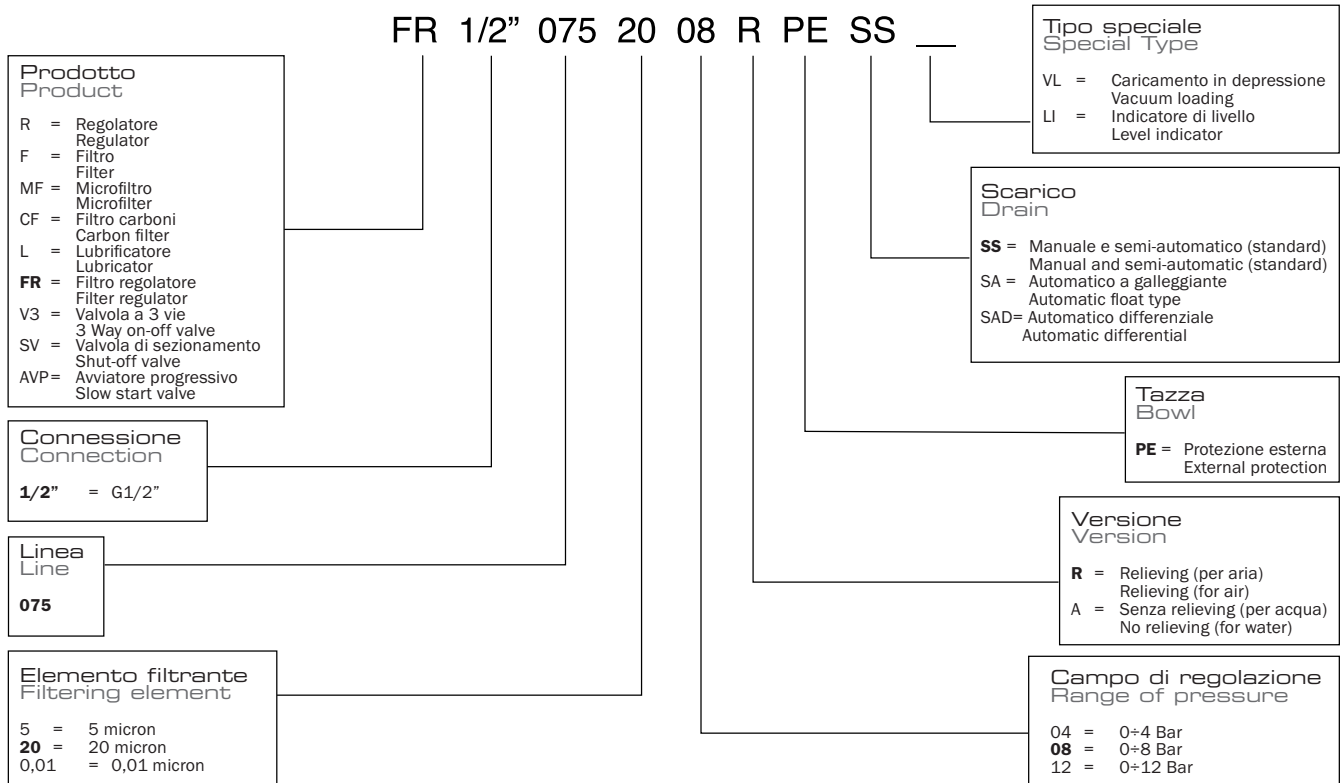 FR 1/2” 075 20 08 R PE SS __
Prodotto
Product
R = Regolatore
Regulator
F = Filtro
Filter
MF = Microfiltro
Microfilter
CF = Filtro carboni
Carbon filter
L = Lubrificatore
Lubricator
FR = Filtro regolatore
Filter regulator
V3 = Valvola a 3 vie
3 Way on-off valve
SV = Valvola di sezionamento
Shut-off valve
AVP= Avviatore progressivo
Slow start valve
Connessione
Connection
1/2” = G1/2”
Linea
Line
075
Elemento filtrante
Filtering element
5 = 5 micron
20 = 20 micron
0,01 = 0,01 micron
Tipo speciale
Special Type
VL = Caricamento in depressione
Vacuum loading
LI = Indicatore di livello
Level indicator
Scarico
Drain
SS = Manuale e semi-automatico (standard)
Manual and semi-automatic (standard)
SA = Automatico a galleggiante
Automatic float type
SAD= Automatico differenziale
Automatic differential
Tazza
Bowl
PE = Protezione esterna
External protection
Versione
Version
R = Relieving (per aria)
Relieving (for air)
A = Senza relieving (per acqua)
No relieving (for water)
Campo di regolazione
Range of pressure
04 = 0÷4 Bar
08 = 0÷8 Bar
12 = 0÷12 Bar